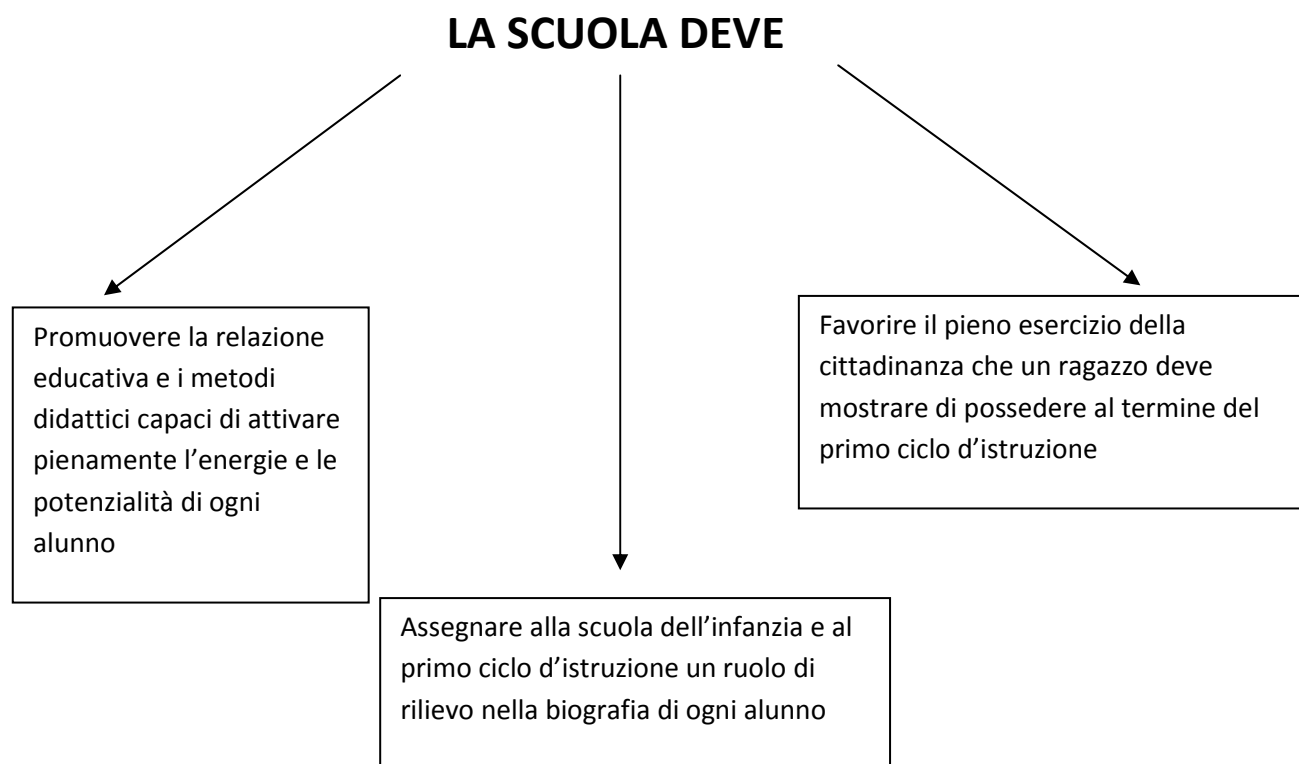 LA SCUOLA DEVE
Promuovere la relazione
educativa e i metodi
didattici capaci di attivare
pienamente l’energie e le
potenzialità di ogni
alunno
Favorire il pieno esercizio della
cittadinanza che un ragazzo deve
mostrare di possedere al termine del
primo ciclo d’istruzione
Assegnare alla scuola dell’infanzia e al
primo ciclo d’istruzione un ruolo di
rilievo nella biografia di ogni alunno